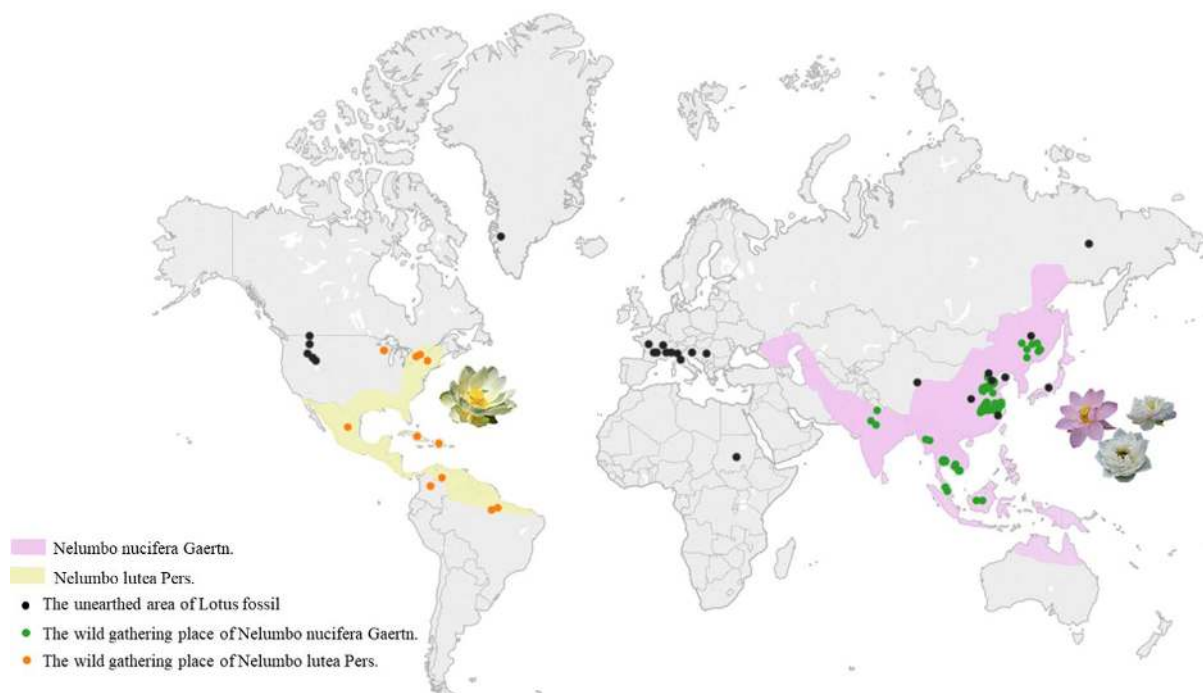 Nelumbo nucifera Gaertn.
Nelumbo lutea Pers.
The unearthed area of Lotus fossil
The wild gathering place of Nelumbo nucifera Gaertn.
The wild gathering place of Nelumbo lutea Pers.